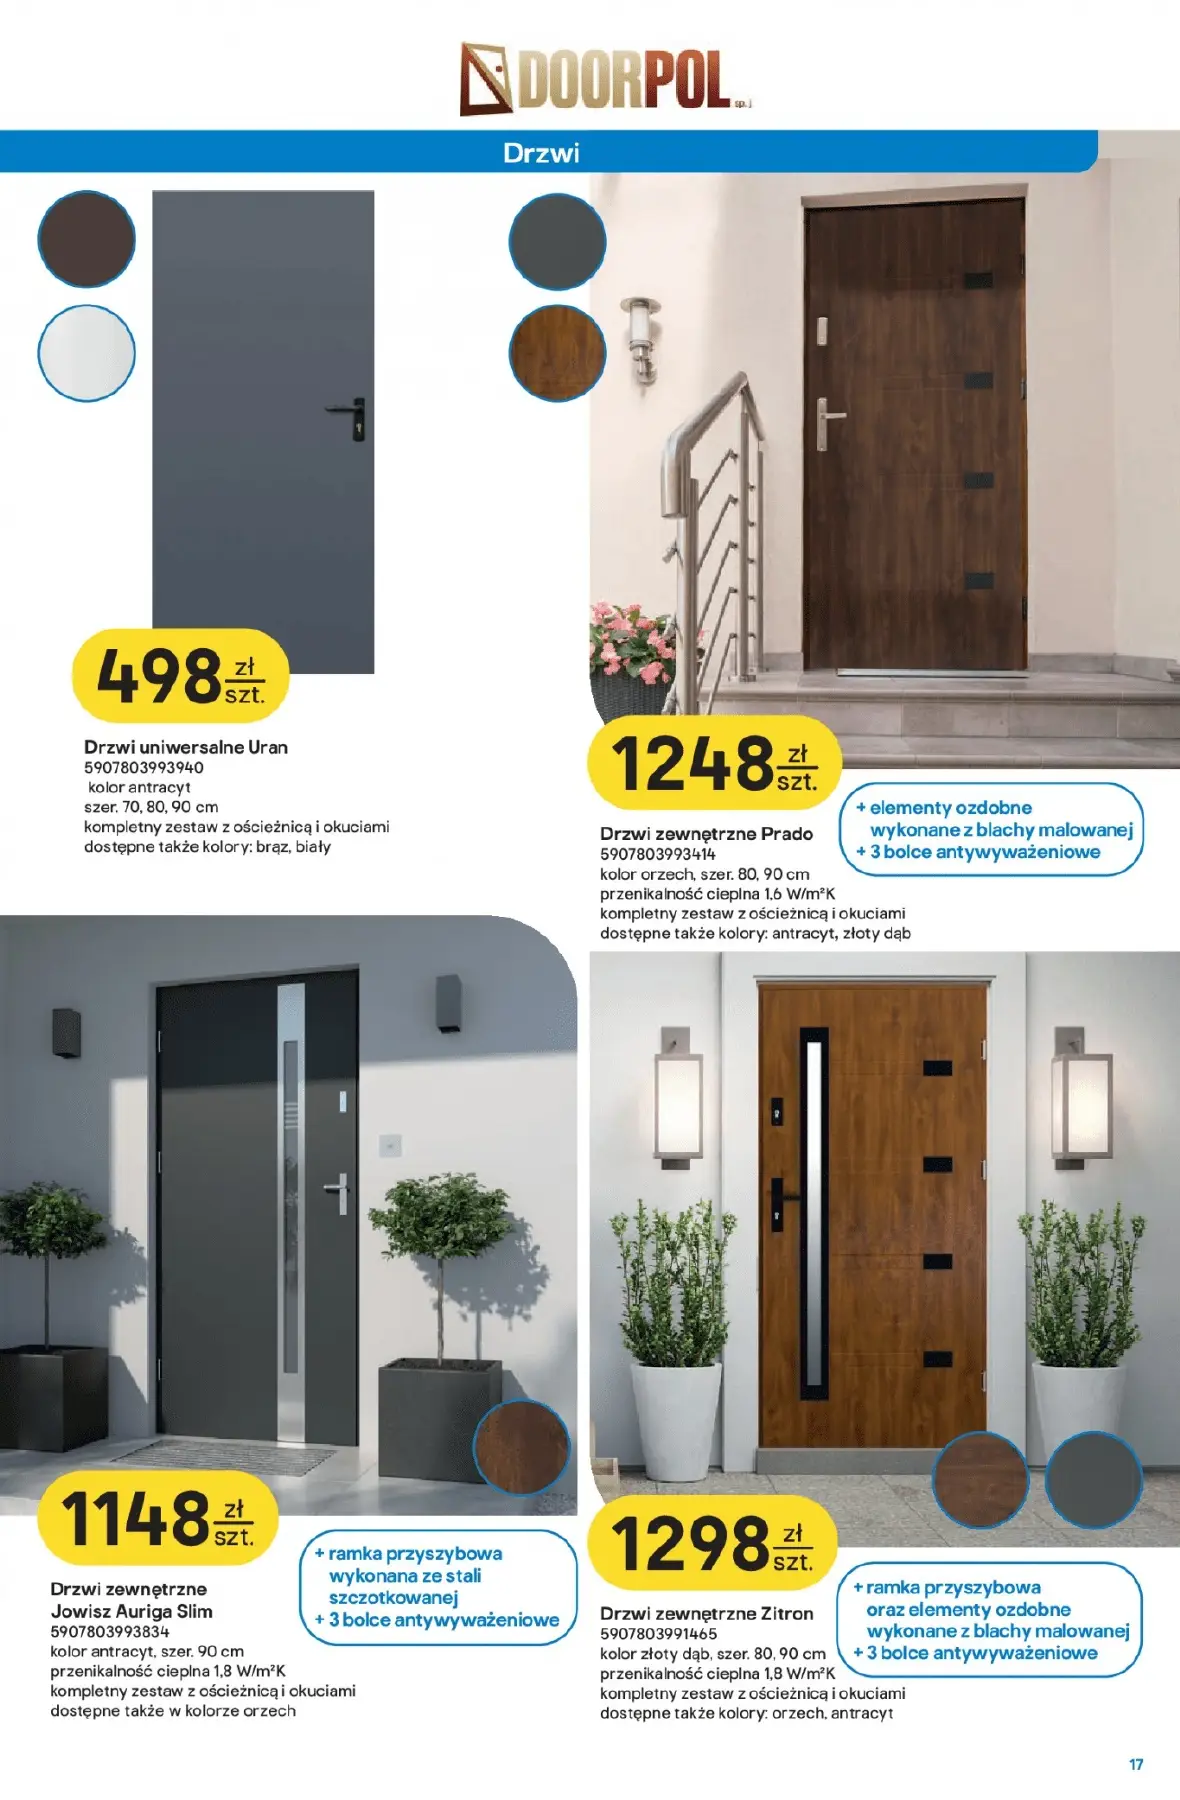 DOORPOL sp. j.
Drzwi
498 zł
szt.
Drzwi uniwersalne Uran
5907803993940
kolor antracyt
szer. 70, 80, 90 cm
kompletny zestaw z ościeżnicą i okuciami
dostępne także kolory: brąz, biały
1248 zł
szt.
Drzwi zewnętrzne Prado
5907803993414
kolor orzech, szer. 80, 90 cm
przenikalność cieplna 1,6 W/m²K
kompletny zestaw z ościeżnicą i okuciami
dostępne także kolory: antracyt, złoty dąb
+ elementy ozdobne
wykonane z blachy malowanej
+ 3 bolce antywyważeniowe
1148 zł
szt.
Drzwi zewnętrzne
Jowisz Auriga Slim
5907803993834
kolor antracyt, szer. 90 cm
przenikalność cieplna 1,8 W/m²K
kompletny zestaw z ościeżnicą i okuciami
dostępne także w kolorze orzech
+ ramka przyszybowa
wykonana ze stali
szczotkowanej
+ 3 bolce antywyważeniowe
1298 zł
szt.
Drzwi zewnętrzne Zitron
5907803991465
kolor złoty dąb, szer. 80, 90 cm
przenikalność cieplna 1,8 W/m²K
kompletny zestaw z ościeżnicą i okuciami
dostępne także kolory: orzech, antracyt
+ ramka przyszybowa
oraz elementy ozdobne
wykonane z blachy malowanej
+ 3 bolce antywyważeniowe
17